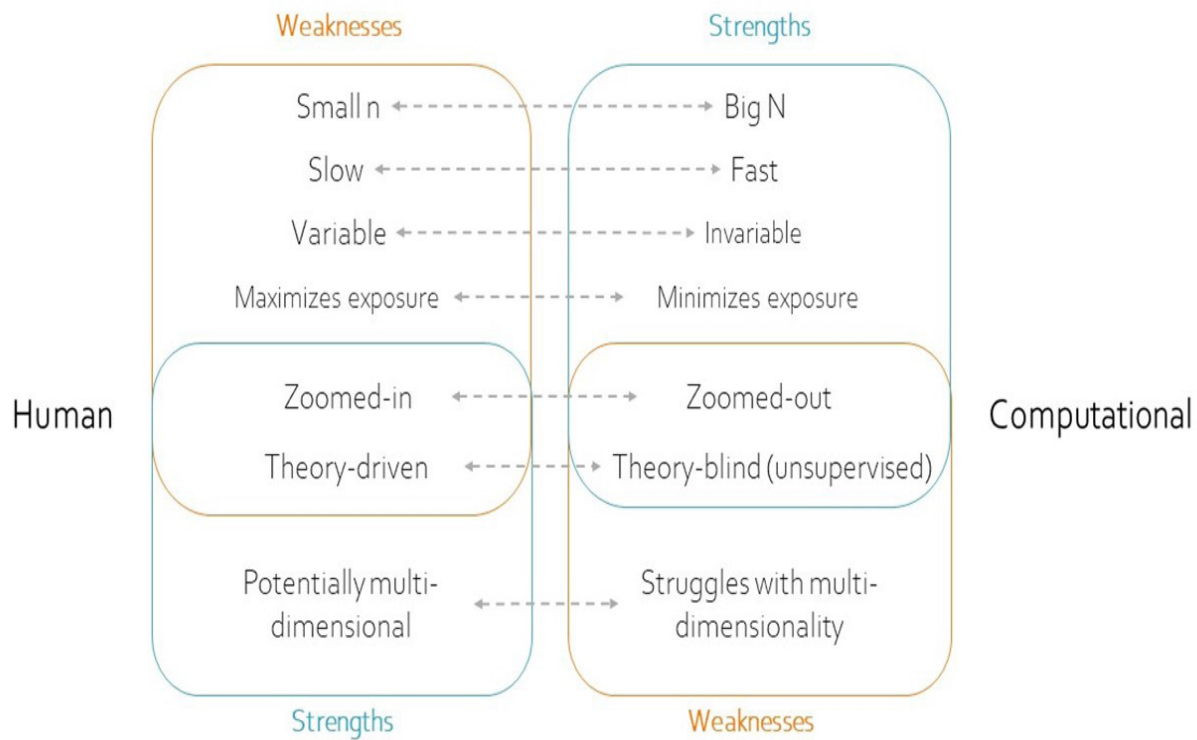 Weaknesses
Strengths
Small n
Big N
Slow
Fast
Variable
Invariable
Maximizes exposure
Minimizes exposure
Human
Zoomed-in
Zoomed-out
Computational
Theory-driven
Theory-blind (unsupervised)
Potentially multi-
dimensional
Struggles with multi-
dimensionality
Strengths
Weaknesses